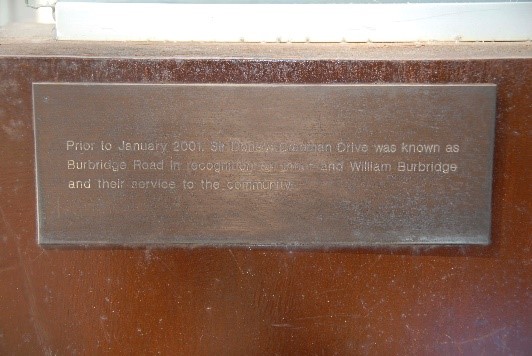 Prior to January 2001, Sir Donald Bradman Drive was known as
Burbridge Road in recognition of and William Burbridge
and their service to the community.